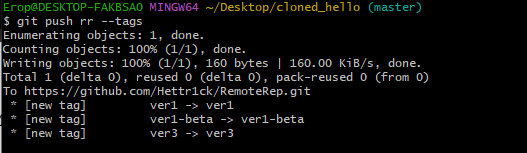 Егор@DESKTOP-FAKBSAO MINGW64 ~/Desktop/cloned_hello (master)
$ git push rr --tags
Enumerating objects: 1, done.
Counting objects: 100% (1/1), done.
Writing objects: 100% (1/1), 160 bytes | 160.00 KiB/s, done.
Total 1 (delta 0), reused 0 (delta 0), pack-reused 0 (from 0)
To https://github.com/Hettr1ck/RemoteRep.git
 * [new tag]         ver1 -> ver1
 * [new tag]         ver1-beta -> ver1-beta
 * [new tag]         ver3 -> ver3